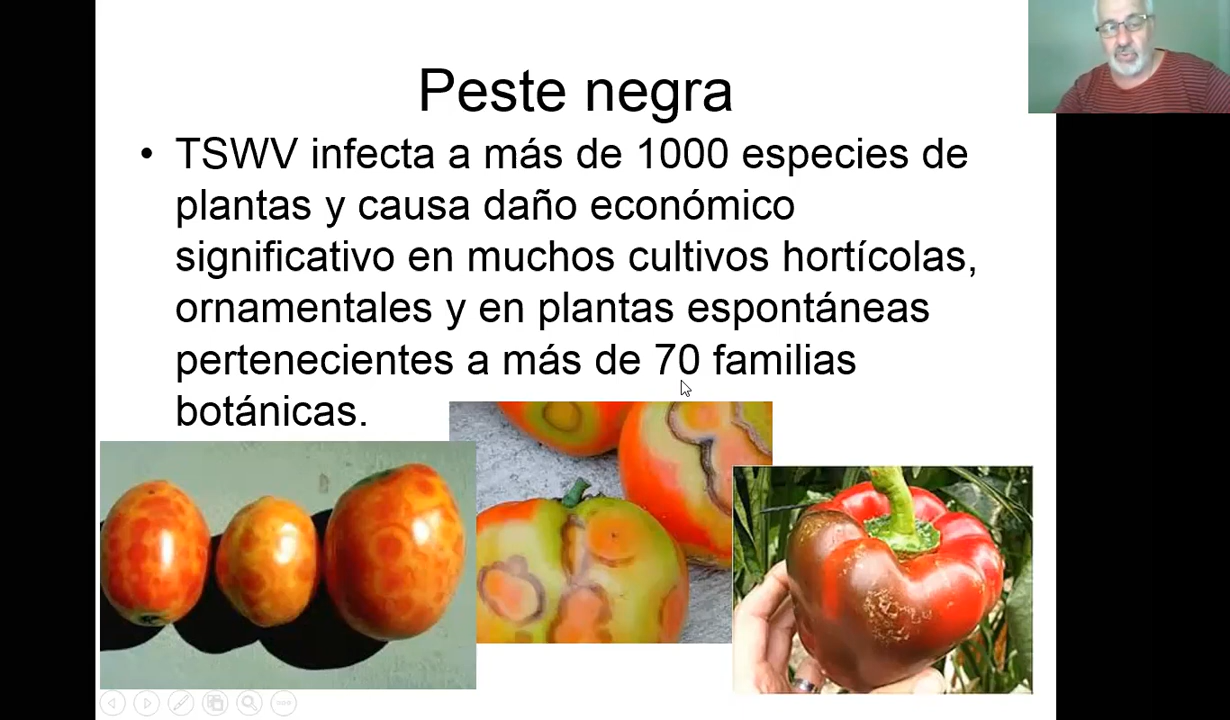 Peste negra
• TSWV infecta a más de 1000 especies de
plantas y causa daño económico
significativo en muchos cultivos hortícolas,
ornamentales y en plantas espontáneas
pertenecientes a más de 70 familias
botánicas.